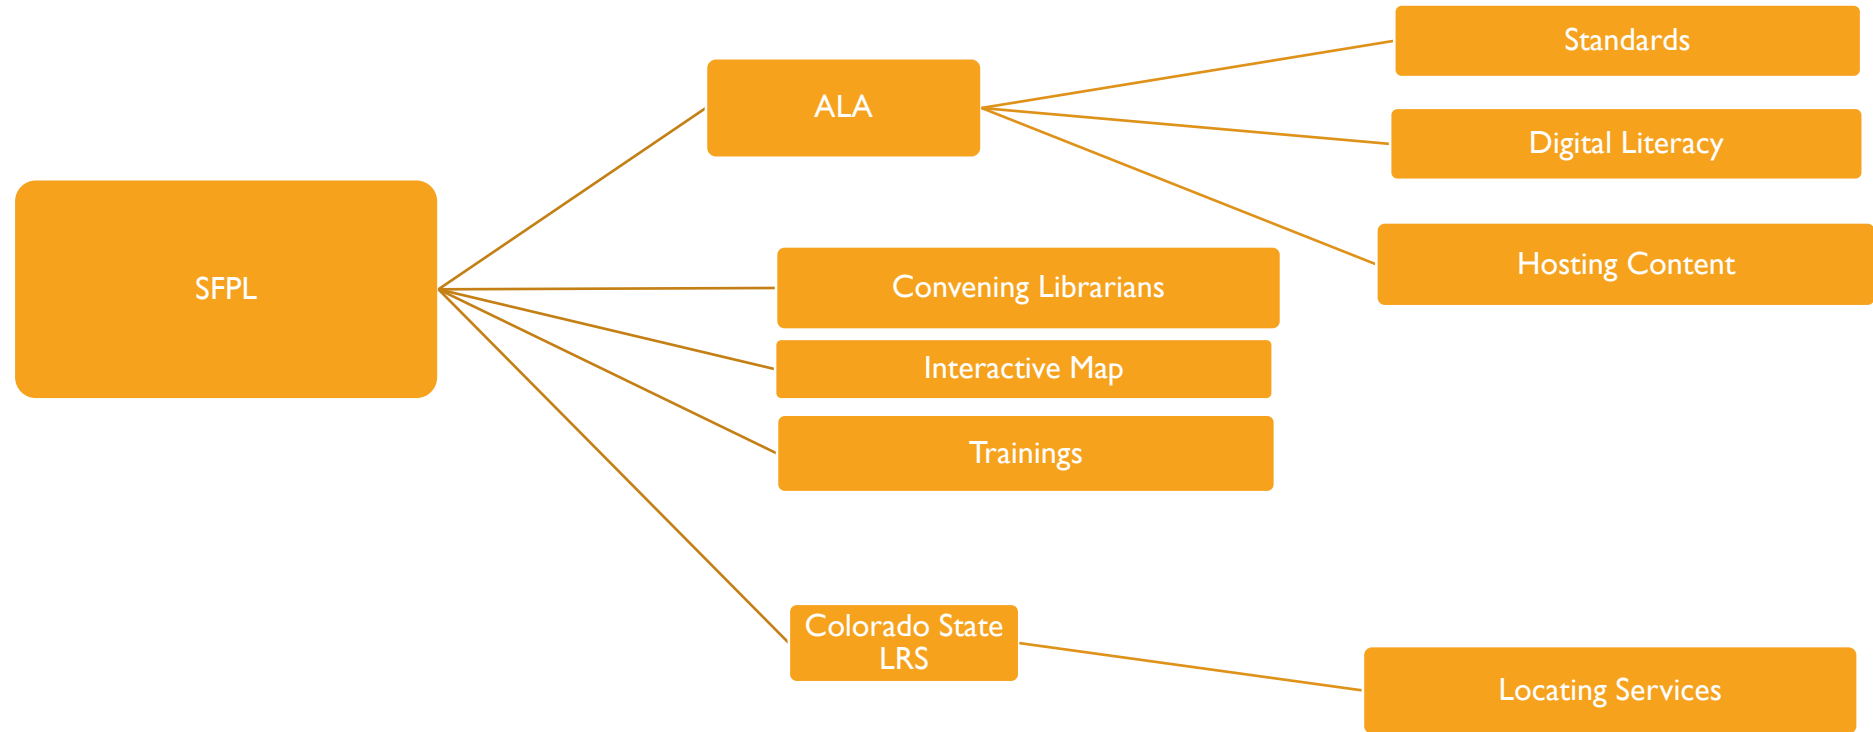 SFPL
ALA
Standards
Digital Literacy
Hosting Content
Convening Librarians
Interactive Map
Trainings
Colorado State
LRS
Locating Services